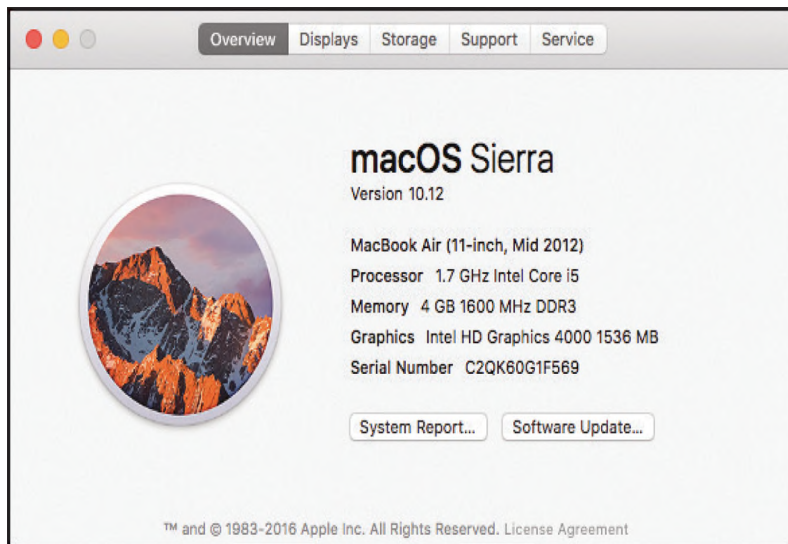 Overview Displays Storage Support Service
macOS Sierra
Version 10.12
MacBook Air (11-inch, Mid 2012)
Processor 1.7 GHz Intel Core i5
Memory 4 GB 1600 MHz DDR3
Graphics Intel HD Graphics 4000 1536 MB
Serial Number C2QK60G1F569
System Report... Software Update...
™ and © 1983-2016 Apple Inc. All Rights Reserved. License Agreement